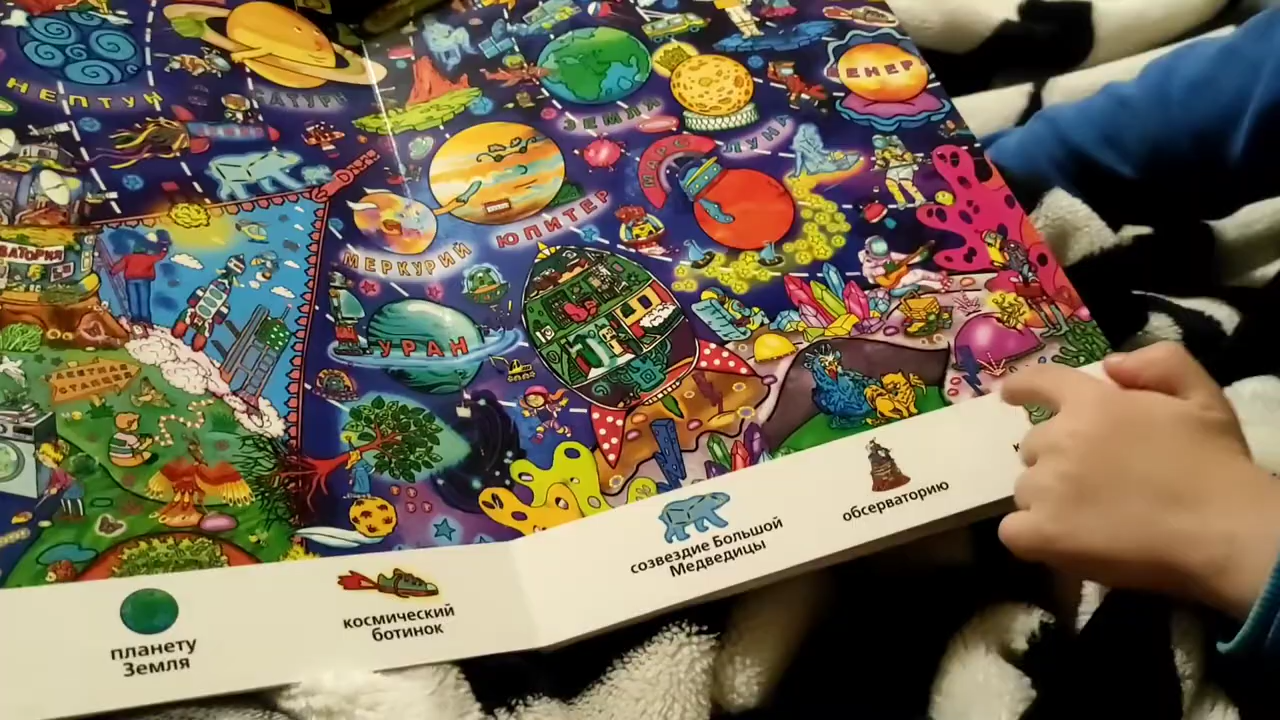 НЕПТУН
САТУРН
ЗЕМЛЯ
ВЕНЕРА
ЛУНА
МАРС
ЮПИТЕР
МЕРКУРИЙ
УРАН
планету
Земля
космический
ботинок
созвездие Большой
Медведицы
обсерваторию